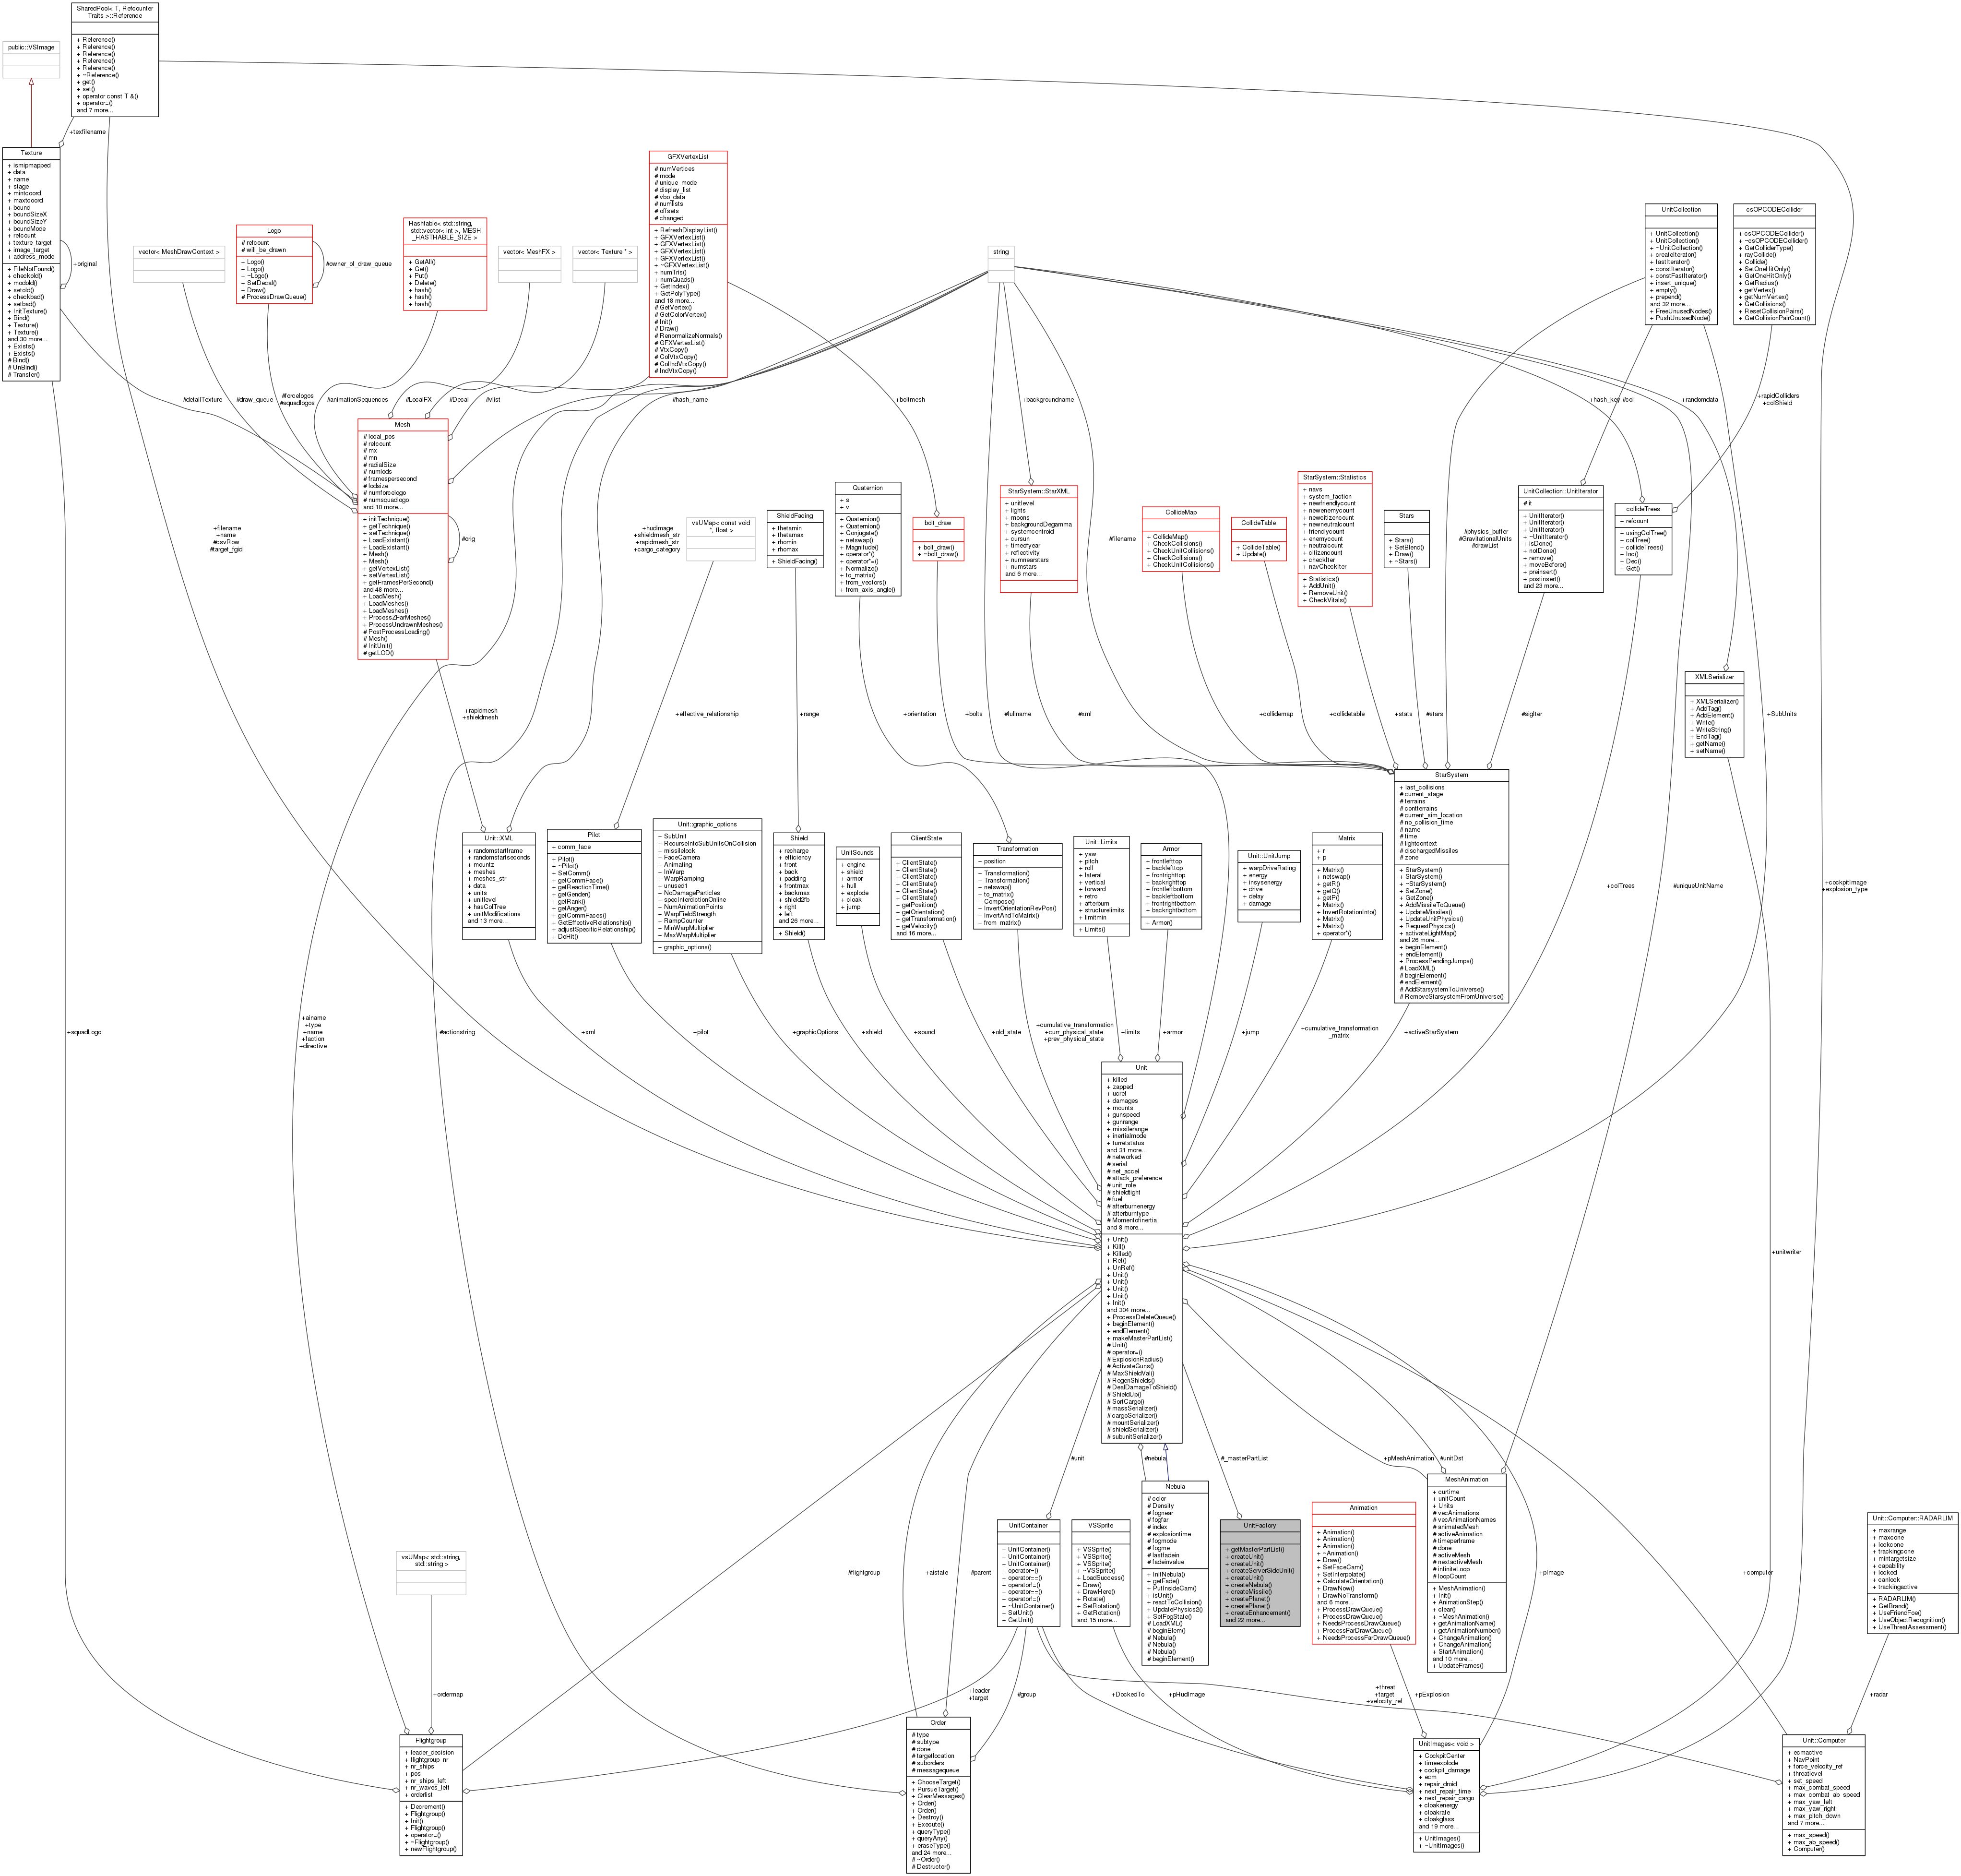 SharedPool< T, Refcounter
Traits >::Reference
+ Reference()
+ Reference()
+ Reference()
+ Reference()
+ Reference()
+ ~Reference()
+ get()
+ set()
+ operator const T &()
+ operator=()
and 7 more...
public::VSImage
+texfilename
Texture
+ ismipmapped
+ data
+ name
+ stage
+ mintcoord
+ maxtcoord
+ bound
+ boundSizeX
+ boundSizeY
+ boundMode
+ refcount
+ texture_target
+ image_target
+ address_mode
+ FileNotFound()
+ checkold()
+ modold()
+ setold()
+ checkbad()
+ setbad()
+ InitTexture()
+ Bind()
+ Texture()
+ Texture()
and 30 more...
+ Exists()
+ Exists()
# Bind()
# UnBind()
# Transfer()
+original
vector< MeshDrawContext >
Logo
# refcount
# will_be_drawn
+ Logo()
+ Logo()
+ ~Logo()
+ SetDecal()
+ Draw()
# ProcessDrawQueue()
#owner_of_draw_queue
Hashtable< std::string,
std::vector< int >, MESH
_HASTHABLE_SIZE >
+ GetAll()
+ Get()
+ Put()
+ Delete()
+ hash()
+ hash()
+ hash()
vector< MeshFX >
vector< Texture * >
GFXVertexList
# numVertices
# mode
# unique_mode
# display_list
# vbo_data
# numlists
# offsets
# changed
+ RefreshDisplayList()
+ GFXVertexList()
+ GFXVertexList()
+ GFXVertexList()
+ GFXVertexList()
+ ~GFXVertexList()
+ numTris()
+ numQuads()
+ GetIndex()
+ GetPolyType()
and 18 more...
# GetVertex()
# GetColorVertex()
# Init()
# Draw()
# RenormalizeNormals()
# GFXVertexList()
# VtxCopy()
# ColVtxCopy()
# ColIndVtxCopy()
# IndVtxCopy()
string
UnitCollection
+ UnitCollection()
+ UnitCollection()
+ ~UnitCollection()
+ createIterator()
+ fastIterator()
+ constIterator()
+ constFastIterator()
+ insert_unique()
+ empty()
+ prepend()
and 32 more...
+ FreeUnusedNodes()
+ PushUnusedNode()
csOPCODECollider
+ csOPCODECollider()
+ ~csOPCODECollider()
+ GetColliderType()
+ rayCollide()
+ Collide()
+ SetOneHitOnly()
+ GetOneHitOnly()
+ GetRadius()
+ getVertex()
+ getNumVertex()
+ GetCollisions()
+ ResetCollisionPairs()
+ GetCollisionPairCount()
#detailTexture
#draw_queue
#forcelogos
#squadlogos
#animationSequences
#LocalFX
#Decal
#vlist
#hash_name
+boltmesh
+backgroundname
+hash_key
#col
+randomdata
+rapidColliders
+colShield
Mesh
# local_pos
# refcount
# mx
# mn
# radialSize
# numlods
# framespersecond
# lodsize
# numforcelogo
# numsquadlogo
and 10 more...
+ initTechnique()
+ getTechnique()
+ setTechnique()
+ LoadExistant()
+ LoadExistant()
+ Mesh()
+ Mesh()
+ getVertexList()
+ setVertexList()
+ getFramesPerSecond()
and 48 more...
+ LoadMesh()
+ LoadMeshes()
+ LoadMeshes()
+ ProcessZFarMeshes()
+ ProcessUndrawnMeshes()
# PostProcessLoading()
# Mesh()
# InitUnit()
# getLOD()
#orig
+filename
+name
#csvRow
#target_fgid
+hudimage
+shieldmesh_str
+rapidmesh_str
+cargo_category
vsUMap< const void
*, float >
ShieldFacing
+ thetamin
+ thetamax
+ rhomin
+ rhomax
+ ShieldFacing()
Quaternion
+ s
+ v
+ Quaternion()
+ Quaternion()
+ Conjugate()
+ netswap()
+ Magnitude()
+ operator*()
+ operator*=()
+ Normalize()
+ to_matrix()
+ from_vectors()
+ from_axis_angle()
bolt_draw
+ bolt_draw()
+ ~bolt_draw()
StarSystem::StarXML
+ unitlevel
+ lights
+ moons
+ backgroundDegamma
+ systemcentroid
+ cursun
+ timeofyear
+ reflectivity
+ numnearstars
+ numstars
and 6 more...
#filename
CollideMap
+ CollideMap()
+ CheckCollisions()
+ CheckUnitCollisions()
+ CheckCollisions()
+ CheckUnitCollisions()
CollideTable
+ CollideTable()
+ Update()
StarSystem::Statistics
+ navs
+ system_faction
+ newfriendlycount
+ newenemycount
+ newcitizencount
+ newneutralcount
+ friendlycount
+ enemycount
+ neutralcount
+ citizencount
+ checkIter
+ navCheckIter
+ Statistics()
+ AddUnit()
+ RemoveUnit()
+ CheckVitals()
Stars
+ Stars()
+ SetBlend()
+ Draw()
+ ~Stars()
#physics_buffer
#GravitationalUnits
#drawList
UnitCollection::UnitIterator
# it
+ UnitIterator()
+ UnitIterator()
+ UnitIterator()
+ ~UnitIterator()
+ isDone()
+ notDone()
+ remove()
+ moveBefore()
+ preinsert()
+ postinsert()
and 23 more...
collideTrees
+ refcount
+ usingColTree()
+ colTree()
+ collideTrees()
+ Inc()
+ Dec()
+ Get()
XMLSerializer
+ XMLSerializer()
+ AddTag()
+ AddElement()
+ Write()
+ WriteString()
+ EndTag()
+ getName()
+ setName()
+rapidmesh
+shieldmesh
+effective_relationship
+range
+orientation
+bolts
#fullname
#xml
+collidemap
+collidetable
+stats
#stars
#sigIter
+SubUnits
+cockpitImage
+explosion_type
Unit::XML
+ randomstartframe
+ randomstartseconds
+ mountz
+ meshes
+ meshes_str
+ data
+ units
+ unitlevel
+ hasColTree
+ unitModifications
and 13 more...
Pilot
+ comm_face
+ Pilot()
+ ~Pilot()
+ SetComm()
+ getCommFace()
+ getReactionTime()
+ getGender()
+ getRank()
+ getAnger()
+ getCommFaces()
+ GetEffectiveRelationship()
+ adjustSpecificRelationship()
+ DoHit()
Unit::graphic_options
+ SubUnit
+ RecurseIntoSubUnitsOnCollision
+ missilelock
+ FaceCamera
+ Animating
+ InWarp
+ WarpRamping
+ unused1
+ NoDamageParticles
+ specInterdictionOnline
+ NumAnimationPoints
+ WarpFieldStrength
+ RampCounter
+ MinWarpMultiplier
+ MaxWarpMultiplier
+ graphic_options()
Shield
+ recharge
+ efficiency
+ front
+ back
+ padding
+ frontmax
+ backmax
+ shield2fb
+ right
+ left
and 26 more...
+ Shield()
UnitSounds
+ engine
+ shield
+ armor
+ hull
+ explode
+ cloak
+ jump
ClientState
+ ClientState()
+ ClientState()
+ ClientState()
+ ClientState()
+ ClientState()
+ ClientState()
+ getPosition()
+ getOrientation()
+ getTransformation()
+ getVelocity()
and 16 more...
Transformation
+ position
+ Transformation()
+ Transformation()
+ netswap()
+ to_matrix()
+ Compose()
+ InvertOrientationRevPos()
+ InvertAndToMatrix()
+ from_matrix()
Unit::Limits
+ yaw
+ pitch
+ roll
+ lateral
+ vertical
+ forward
+ retro
+ afterburn
+ structurelimits
+ limitmin
+ Limits()
Armor
+ frontlefttop
+ backlefttop
+ frontrighttop
+ backrighttop
+ frontleftbottom
+ backleftbottom
+ frontrightbottom
+ backrightbottom
+ Armor()
Unit::UnitJump
+ warpDriveRating
+ energy
+ insysenergy
+ drive
+ delay
+ damage
Matrix
+ r
+ p
+ Matrix()
+ netswap()
+ getR()
+ getQ()
+ getP()
+ Matrix()
+ InvertRotationInto()
+ Matrix()
+ Matrix()
+ operator*()
StarSystem
+ last_collisions
# current_stage
# terrains
# contterrains
# current_sim_location
# no_collision_time
# name
# time
# lightcontext
# dischargedMissiles
# zone
+ StarSystem()
+ StarSystem()
+ ~StarSystem()
+ SetZone()
+ GetZone()
+ AddMissileToQueue()
+ UpdateMissiles()
+ UpdateUnitPhysics()
+ RequestPhysics()
+ activateLightMap()
and 26 more...
+ beginElement()
+ endElement()
+ ProcessPendingJumps()
# LoadXML()
# beginElement()
# endElement()
# AddStarsystemToUniverse()
# RemoveStarsystemFromUniverse()
+colTrees
#uniqueUnitName
+squadLogo
+ainame
+type
+name
+faction
+directive
#actionstring
+xml
+pilot
+graphicOptions
+shield
+sound
+old_state
+cumulative_transformation
+curr_physical_state
+prev_physical_state
+limits
+armor
+jump
+cumulative_transformation
_matrix
+activeStarSystem
+unitwriter
Unit
+ killed
+ zapped
+ ucref
+ damages
+ mounts
+ gunspeed
+ gunrange
+ missilerange
+ inertialmode
+ turretstatus
and 31 more...
# networked
# serial
# net_accel
# attack_preference
# unit_role
# shieldtight
# fuel
# afterburnenergy
# afterburntype
# Momentofinertia
and 8 more...
+ Unit()
+ Kill()
+ Killed()
+ Ref()
+ UnRef()
+ Unit()
+ Unit()
+ Unit()
+ Unit()
+ Init()
and 304 more...
+ ProcessDeleteQueue()
+ beginElement()
+ endElement()
+ makeMasterPartList()
# Unit()
# operator=()
# ExplosionRadius()
# ActivateGuns()
# MaxShieldVal()
# RegenShields()
# DealDamageToShield()
# ShieldUp()
# SortCargo()
# massSerializer()
# cargoSerializer()
# mountSerializer()
# shieldSerializer()
# subunitSerializer()
#unit
#nebula
#_masterPartList
+pMeshAnimation
#unitDst
#flightgroup
+aistate
#parent
+pImage
+computer
vsUMap< std::string,
std::string >
UnitContainer
+ UnitContainer()
+ UnitContainer()
+ UnitContainer()
+ operator=()
+ operator==()
+ operator!=()
+ operator==()
+ operator!=()
+ ~UnitContainer()
+ SetUnit()
+ GetUnit()
VSSprite
+ VSSprite()
+ VSSprite()
+ VSSprite()
+ ~VSSprite()
+ LoadSuccess()
+ Draw()
+ DrawHere()
+ Rotate()
+ SetRotation()
+ GetRotation()
and 15 more...
Nebula
# color
# Density
# fognear
# fogfar
# index
# explosiontime
# fogmode
# fogme
# lastfadein
# fadeinvalue
+ InitNebula()
+ getFade()
+ PutInsideCam()
+ isUnit()
+ reactToCollision()
+ UpdatePhysics2()
+ SetFogState()
# LoadXML()
# beginElem()
# Nebula()
# Nebula()
# Nebula()
# beginElement()
UnitFactory
+ getMasterPartList()
+ createUnit()
+ createUnit()
+ createServerSideUnit()
+ createUnit()
+ createNebula()
+ createMissile()
+ createPlanet()
+ createPlanet()
+ createEnhancement()
and 22 more...
Animation
+ Animation()
+ Animation()
+ Animation()
+ ~Animation()
+ Draw()
+ SetFaceCam()
+ SetInterpolate()
+ CalculateOrientation()
+ DrawNow()
+ DrawNoTransform()
and 6 more...
+ ProcessDrawQueue()
+ ProcessDrawQueue()
+ NeedsProcessDrawQueue()
+ ProcessFarDrawQueue()
+ NeedsProcessFarDrawQueue()
MeshAnimation
+ curtime
+ unitCount
+ Units
# vecAnimations
# vecAnimationNames
# animatedMesh
# activeAnimation
# timeperframe
# done
# activeMesh
# nextactiveMesh
# infiniteLoop
# loopCount
+ MeshAnimation()
+ Init()
+ AnimationStep()
+ clear()
+ ~MeshAnimation()
+ getAnimationName()
+ getAnimationNumber()
+ ChangeAnimation()
+ ChangeAnimation()
+ StartAnimation()
and 10 more...
+ UpdateFrames()
Unit::Computer::RADARLIM
+ maxrange
+ maxcone
+ lockcone
+ trackingcone
+ mintargetsize
+ capability
+ locked
+ canlock
+ trackingactive
+ RADARLIM()
+ GetBrand()
+ UseFriendFoe()
+ UseObjectRecognition()
+ UseThreatAssessment()
+ordermap
+leader
+target
#group
+DockedTo
+pHudImage
+threat
+target
+velocity_ref
+pExplosion
+radar
Flightgroup
+ leader_decision
+ flightgroup_nr
+ nr_ships
+ pos
+ nr_ships_left
+ nr_waves_left
+ orderlist
+ Decrement()
+ Flightgroup()
+ Init()
+ Flightgroup()
+ operator=()
+ ~Flightgroup()
+ newFlightgroup()
Order
# type
# subtype
# done
# targetlocation
# suborders
# messagequeue
+ ChooseTarget()
+ PursueTarget()
+ ClearMessages()
+ Order()
+ Order()
+ Destroy()
+ Execute()
+ queryType()
+ queryAny()
+ eraseType()
and 24 more...
# ~Order()
# Destructor()
UnitImages< void >
+ CockpitCenter
+ timeexplode
+ cockpit_damage
+ ecm
+ repair_droid
+ next_repair_time
+ next_repair_cargo
+ cloakenergy
+ cloakrate
+ cloakglass
and 19 more...
+ UnitImages()
+ ~UnitImages()
Unit::Computer
+ ecmactive
+ NavPoint
+ force_velocity_ref
+ threatlevel
+ set_speed
+ max_combat_speed
+ max_combat_ab_speed
+ max_yaw_left
+ max_yaw_right
+ max_pitch_down
and 7 more...
+ max_speed()
+ max_ab_speed()
+ Computer()